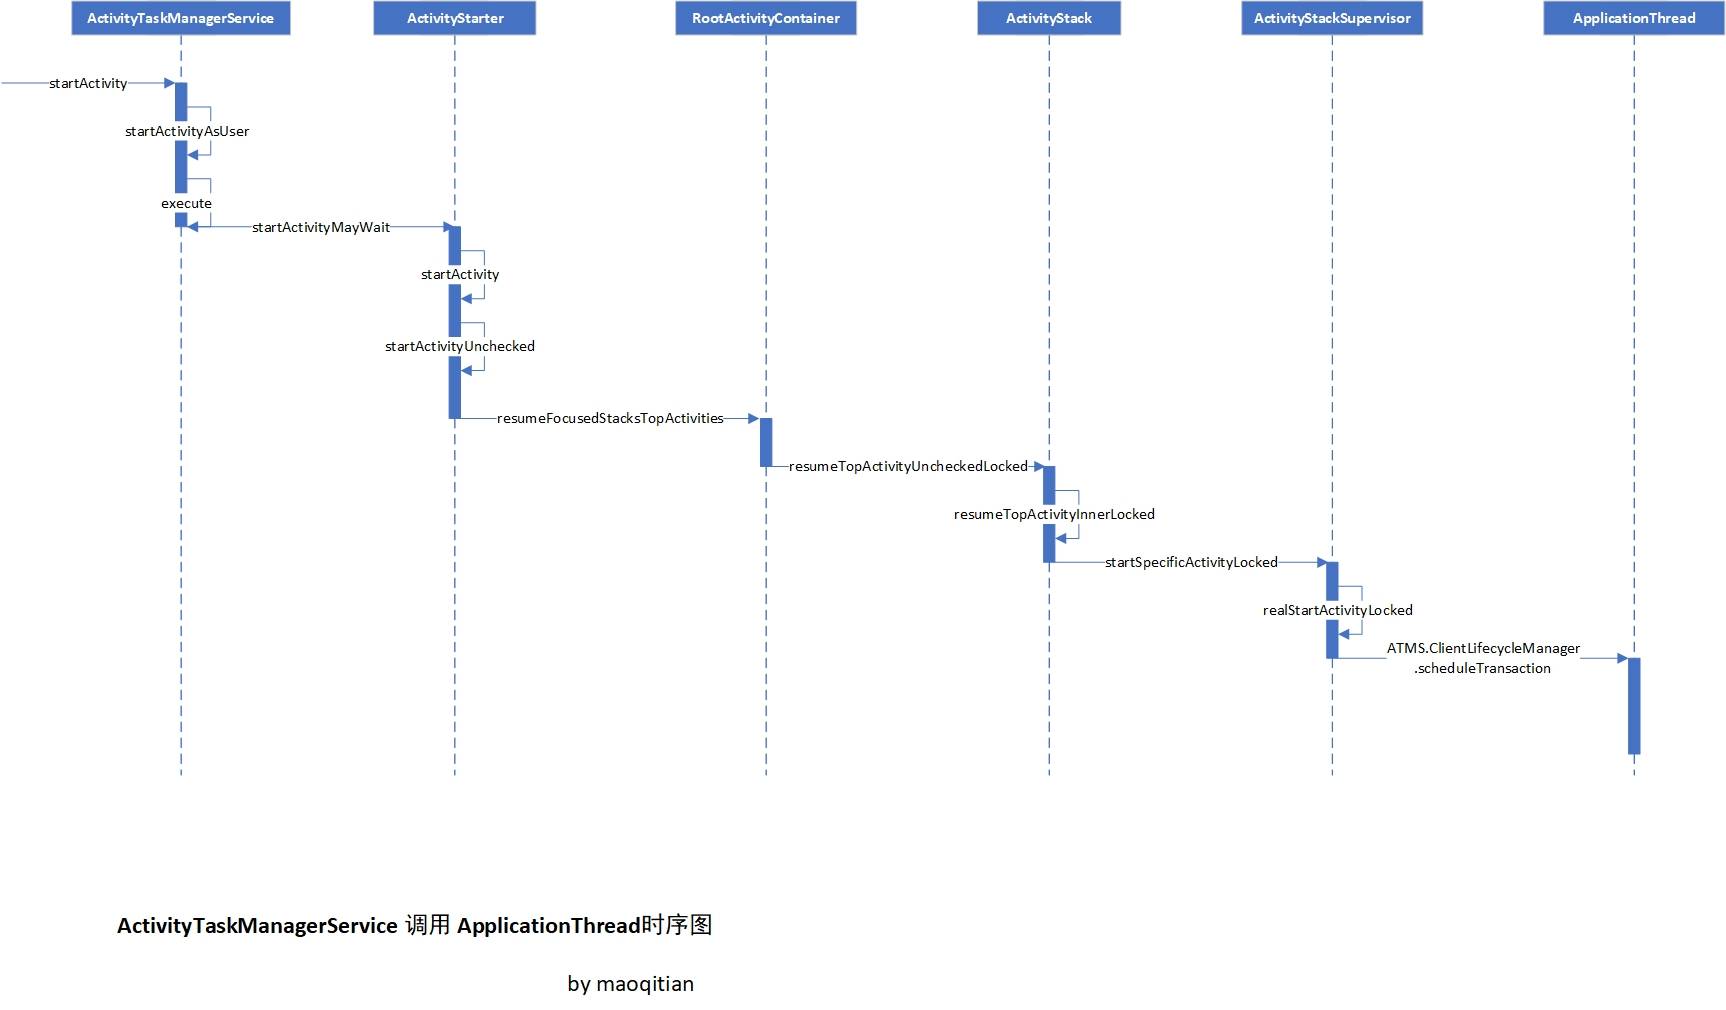 ActivityTaskManagerService
ActivityStarter
RootActivityContainer
ActivityStack
ActivityStackSupervisor
ApplicationThread
startActivity
startActivityAsUser
execute
startActivityMayWait
startActivity
startActivityUnchecked
resumeFocusedStacksTopActivities
resumeTopActivityUncheckedLocked
resumeTopActivityInnerLocked
startSpecificActivityLocked
realStartActivityLocked
ATMS.ClientLifecycleManager
.scheduleTransaction
ActivityTaskManagerService 调用 ApplicationThread时序图
by maoqitian